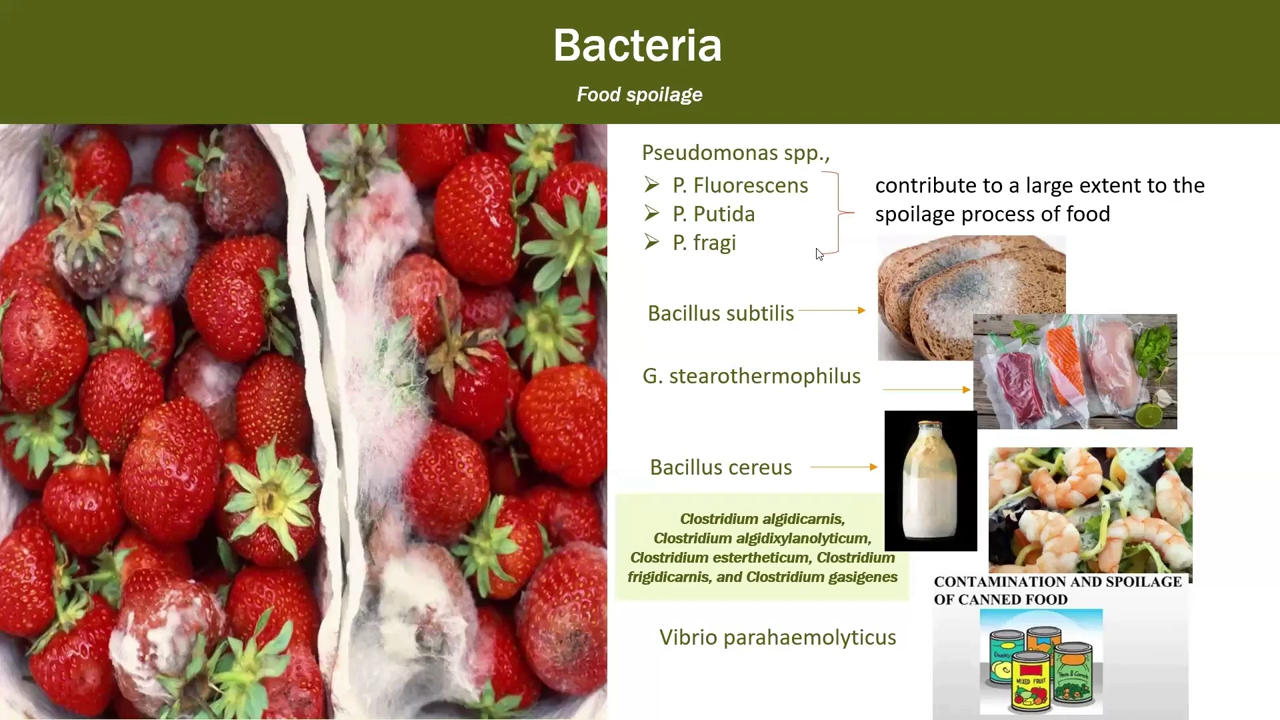 Bacteria
Food spoilage
Pseudomonas spp.,
P. Fluorescens
P. Putida
P. fragi
contribute to a large extent to the
spoilage process of food
Bacillus subtilis
G. stearothermophilus
Bacillus cereus
Clostridium algidicarnis,
Clostridium algidixylanolyticum,
Clostridium estertheticum, Clostridium
frigidicarnis, and Clostridium gasigenes
CONTAMINATION AND SPOILAGE
OF CANNED FOOD
MIXED FRUIT
Vibrio parahaemolyticus